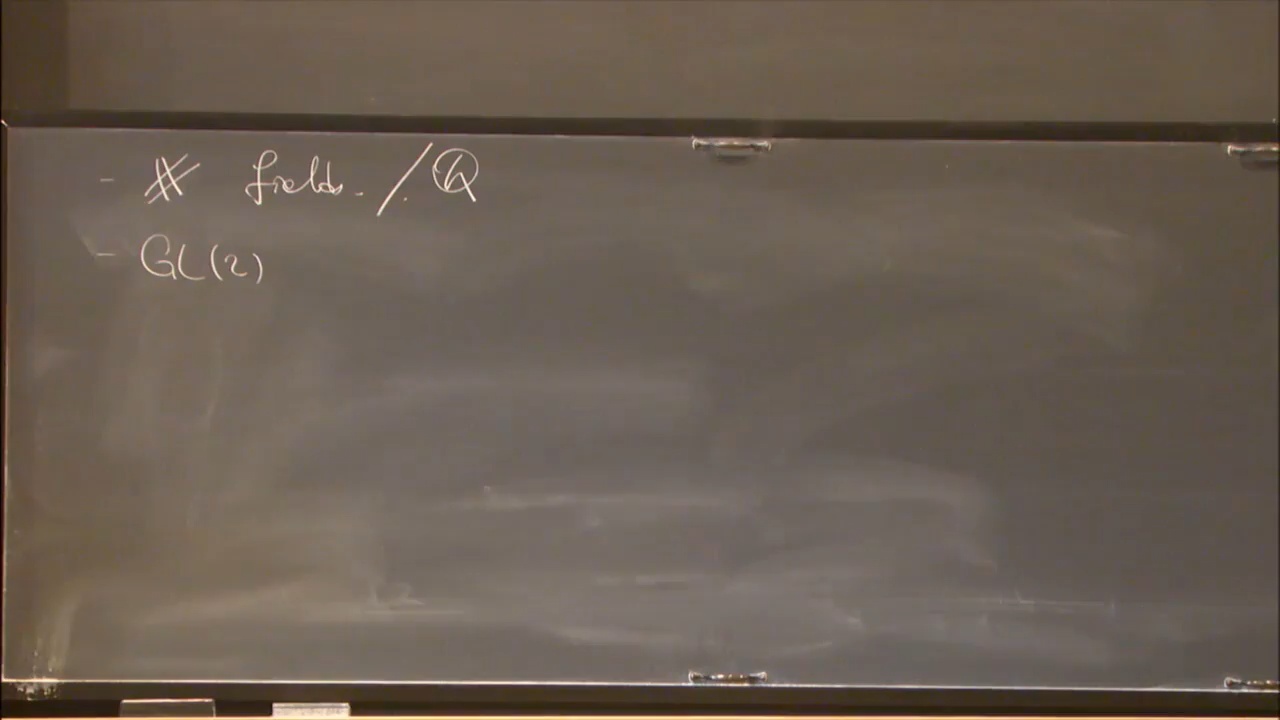 - # fields. / Q
- GL(2)